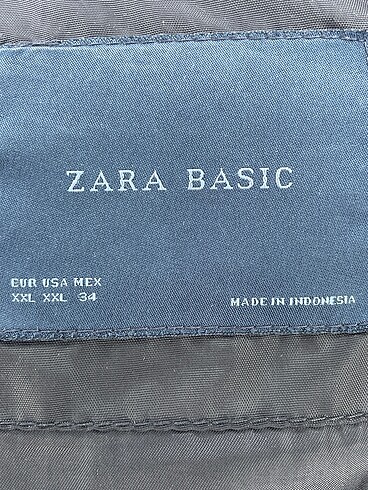 ZARA BASIC
EUR USA MEX
XXL XXL 34
MADE IN INDONESIA